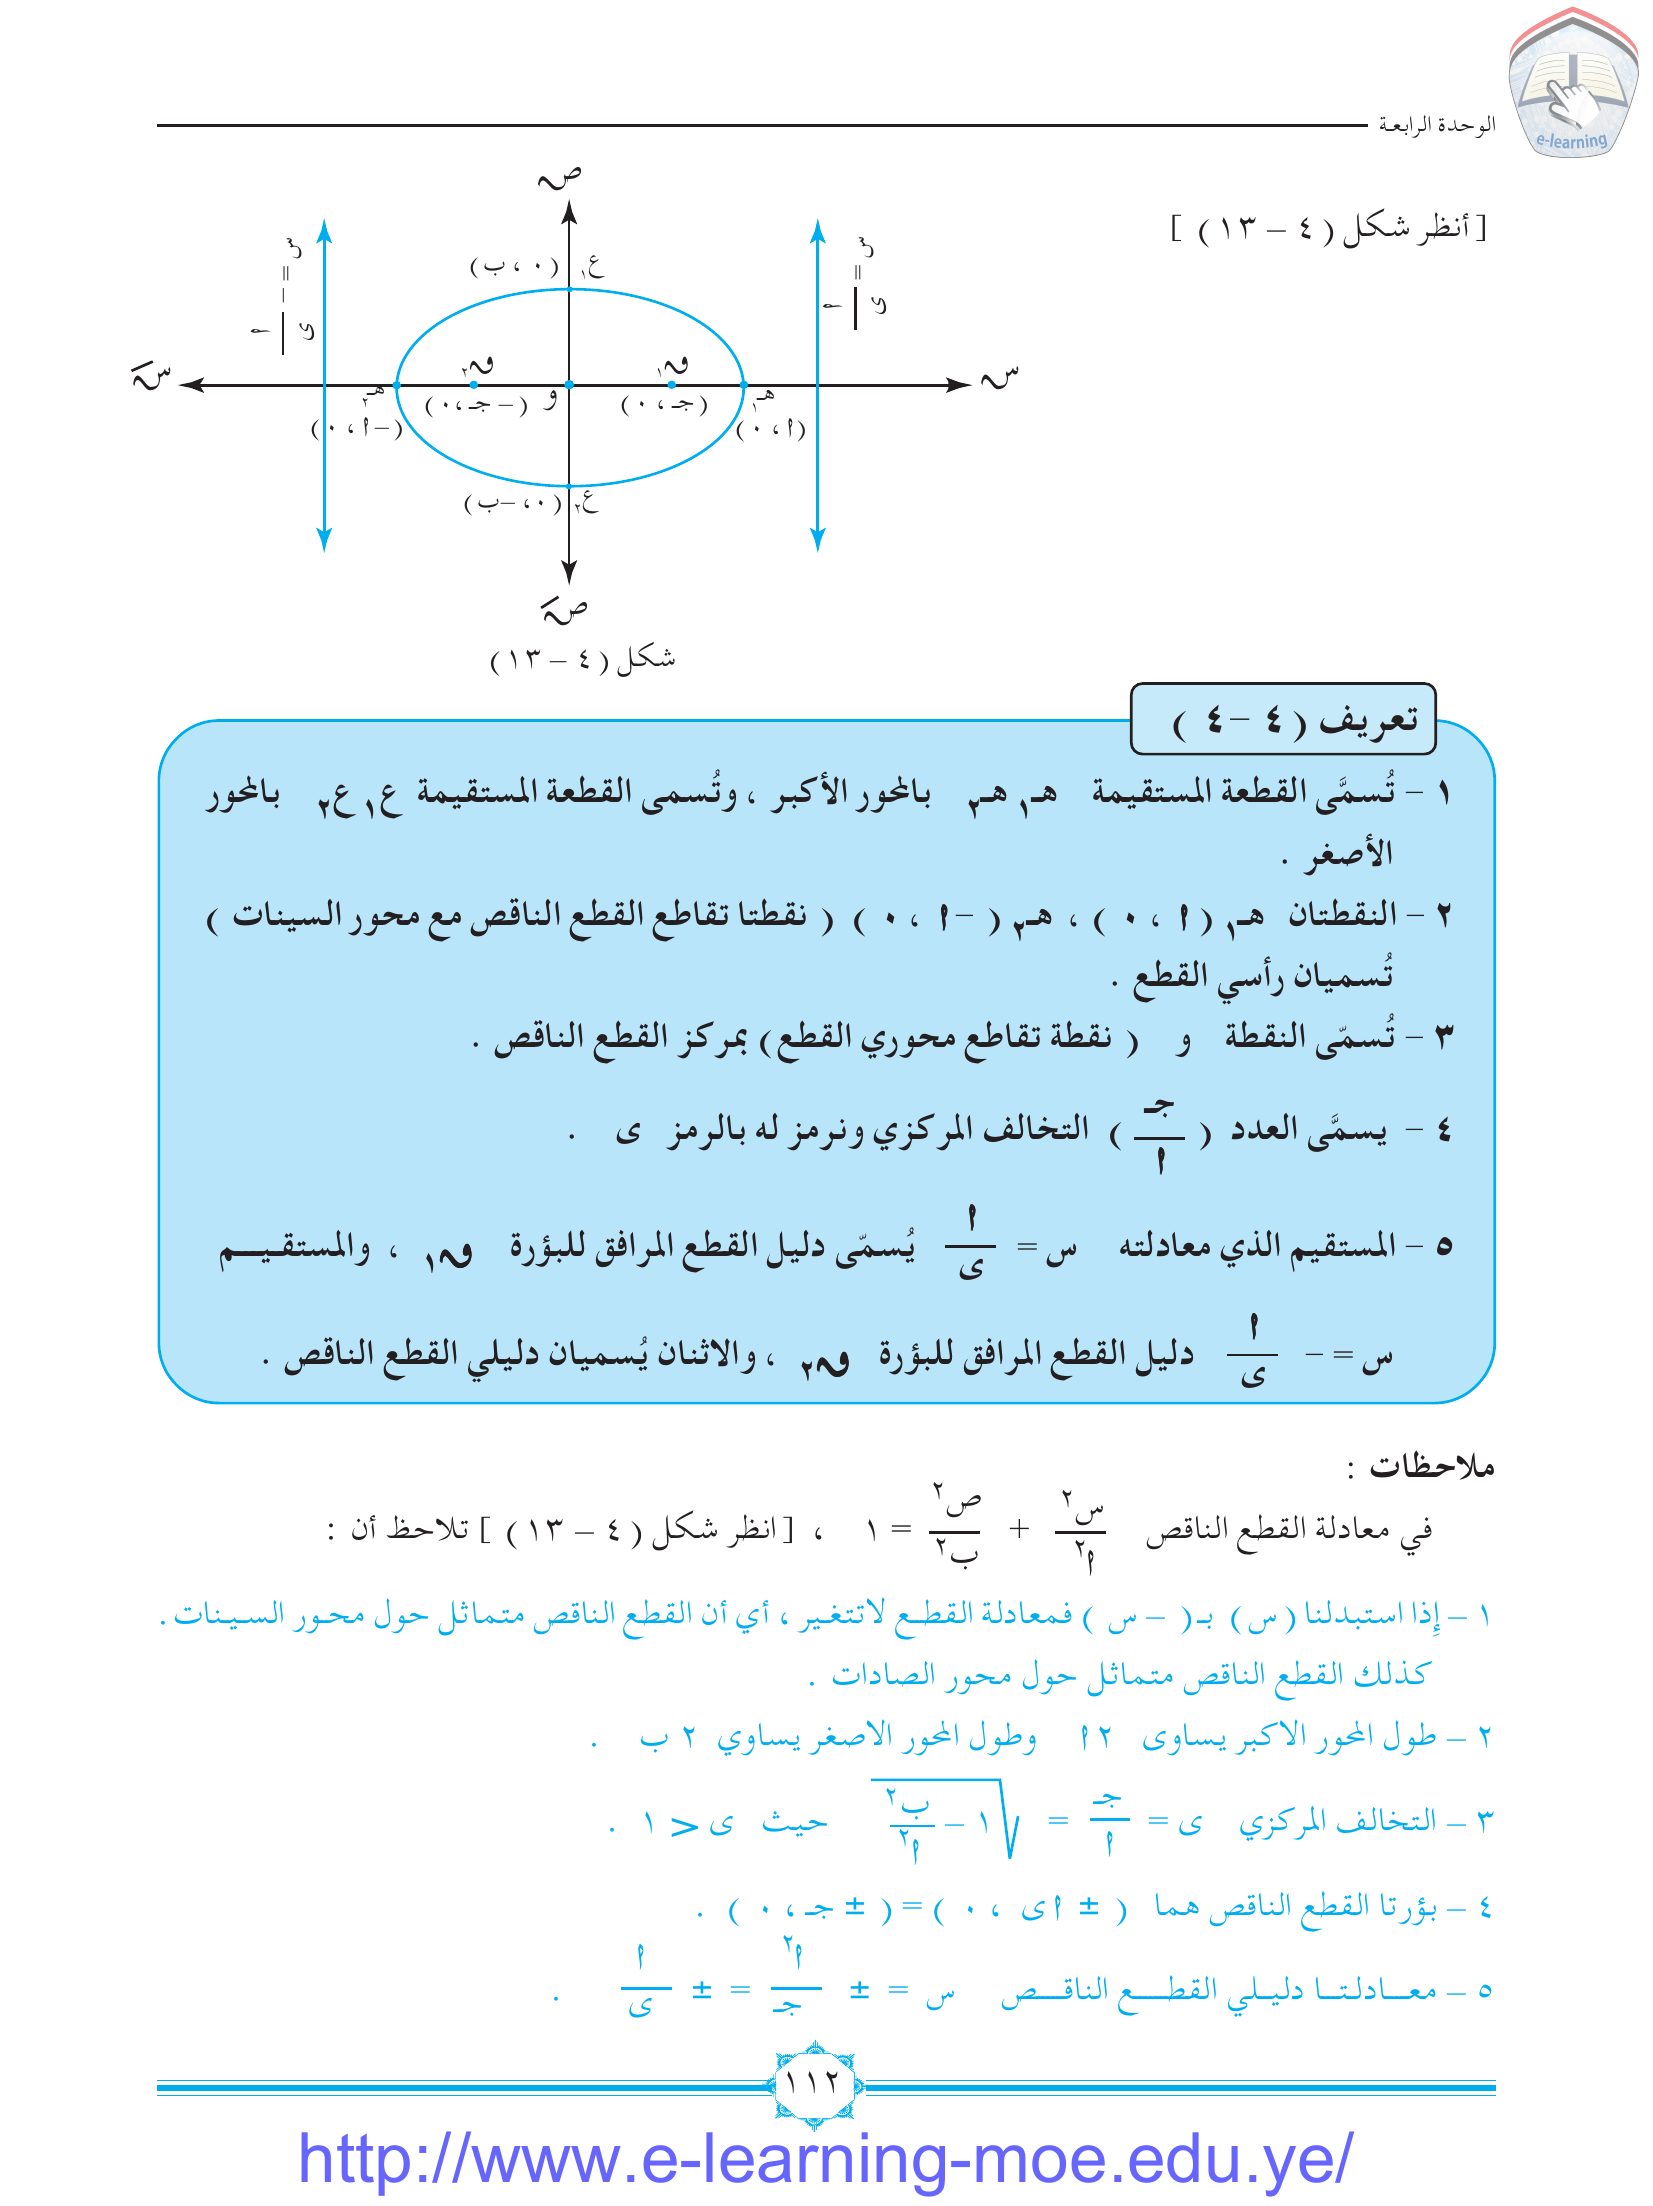 e-learning
الوحدة الرابعة
[ أنظر شكل ( ٤ – ١٣ ) ]
صـ
س = أ / ى
س = – أ / ى
ع١ ( ٠ ، ب )
سـ
سَـ
ق١ ( جـ ، ٠ )
ق٢ ( – جـ ، ٠ )
و
هـ١ ( أ ، ٠ )
هـ٢ ( – أ ، ٠ )
ع٢ ( ٠ ، – ب )
صَـ
شكل ( ٤ – ١٣ )
تعريف ( ٤ – ٤ )
١ – تُسمَّى القطعة المستقيمة هـ١ هـ٢ بالمحور الأكبر ، وتُسمى القطعة المستقيمة ع١ ع٢ بالمحور
الأصغر .
٢ – النقطتان هـ١ ( أ ، ٠ ) ، هـ٢ ( – أ ، ٠ ) ( نقطتا تقاطع القطع الناقص مع محور السينات )
تُسميان رأسي القطع .
٣ – تُسمّى النقطة و ( نقطة تقاطع محوري القطع ) بمركز القطع الناقص .
٤ – يسمَّى العدد ( جـ / أ ) التخالف المركزي ونرمز له بالرمز ى .
٥ – المستقيم الذي معادلته س = أ / ى يُسمّى دليل القطع المرافق للبؤرة ق١ ، والمستقيم
س = – أ / ى دليل القطع المرافق للبؤرة ق٢ ، والاثنان يُسميان دليلي القطع الناقص .
ملاحظات :
في معادلة القطع الناقص س٢ / أ٢ + ص٢ / ب٢ = ١ ، [ انظر شكل ( ٤ – ١٣ ) ] تلاحظ أن :
١ – إِذا استبدلنا ( س ) بـ ( – س ) فمعادلة القطع لاتتغير ، أي أن القطع الناقص متماثل حول محور السينات .
كذلك القطع الناقص متماثل حول محور الصادات .
٢ – طول المحور الاكبر يساوى ٢ أ وطول المحور الاصغر يساوي ٢ ب .
٣ – التخالف المركزي ى = جـ / أ = √(١ – ب٢ / أ٢) حيث ى < ١ .
٤ – بؤرتا القطع الناقص هما ( ± أ ى ، ٠ ) = ( ± جـ ، ٠ ) .
٥ – معادلتا دليلي القطع الناقص س = ± أ٢ / جـ = ± أ / ى .
١١٢
http://www.e-learning-moe.edu.ye/